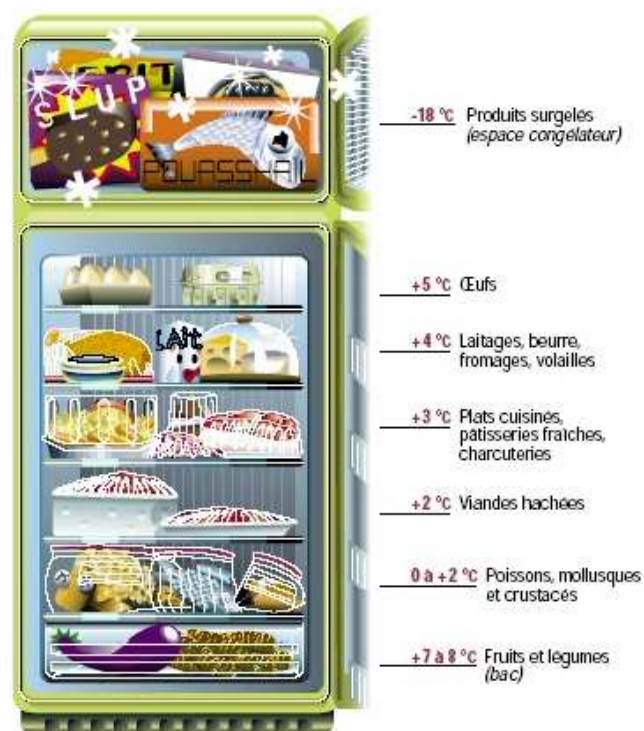 SLUP
POUASSKAIL
-18 °C Produits surgelés
(espace congélateur)
+5 °C Œufs
LAit
+4 °C Laitages, beurre,
fromages, volailles
+3 °C Plats cuisinés,
pâtisseries fraîches,
charcuteries
+2 °C Viandes hachées
0 à +2 °C Poissons, mollusques
et crustacés
+7 à 8 °C Fruits et légumes
(bac)